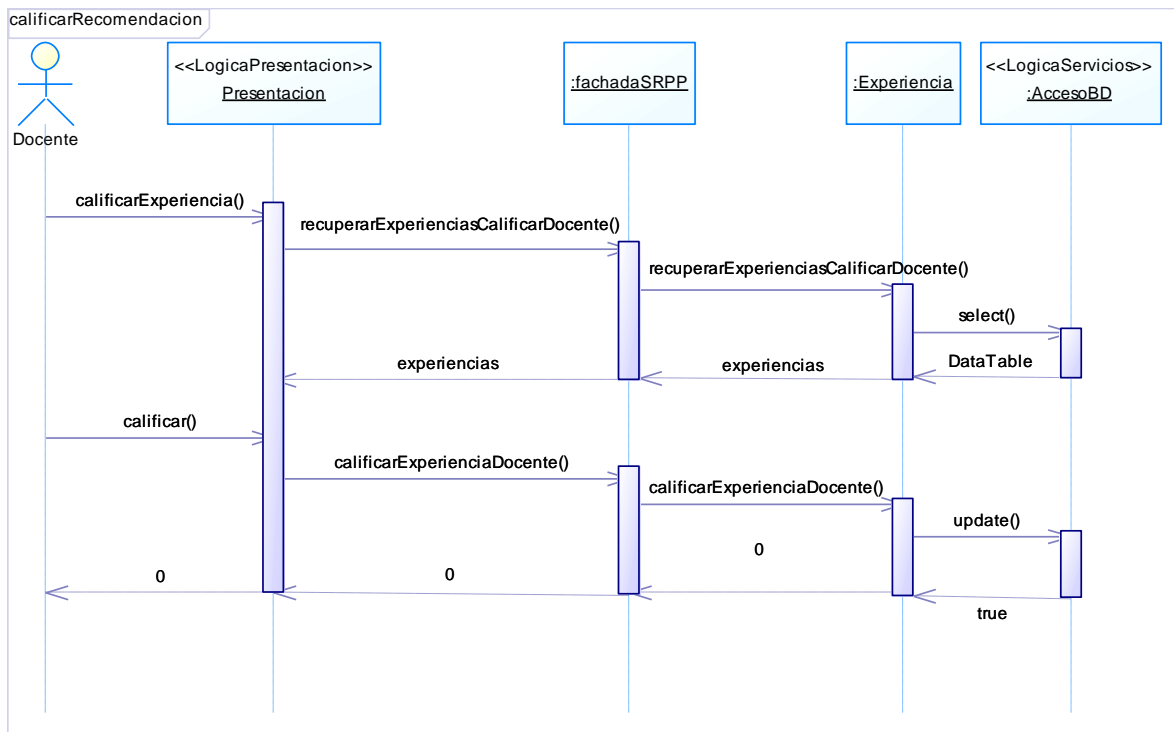 calificarRecomendacion
<<LogicaPresentacion>>
Presentacion
:fachadaSRPP
:Experiencia
<<LogicaServicios>>
:AccesoBD
Docente
calificarExperiencia()
recuperarExperienciasCalificarDocente()
recuperarExperienciasCalificarDocente()
select()
DataTable
experiencias
experiencias
calificar()
calificarExperienciaDocente()
calificarExperienciaDocente()
update()
0
0
0
true